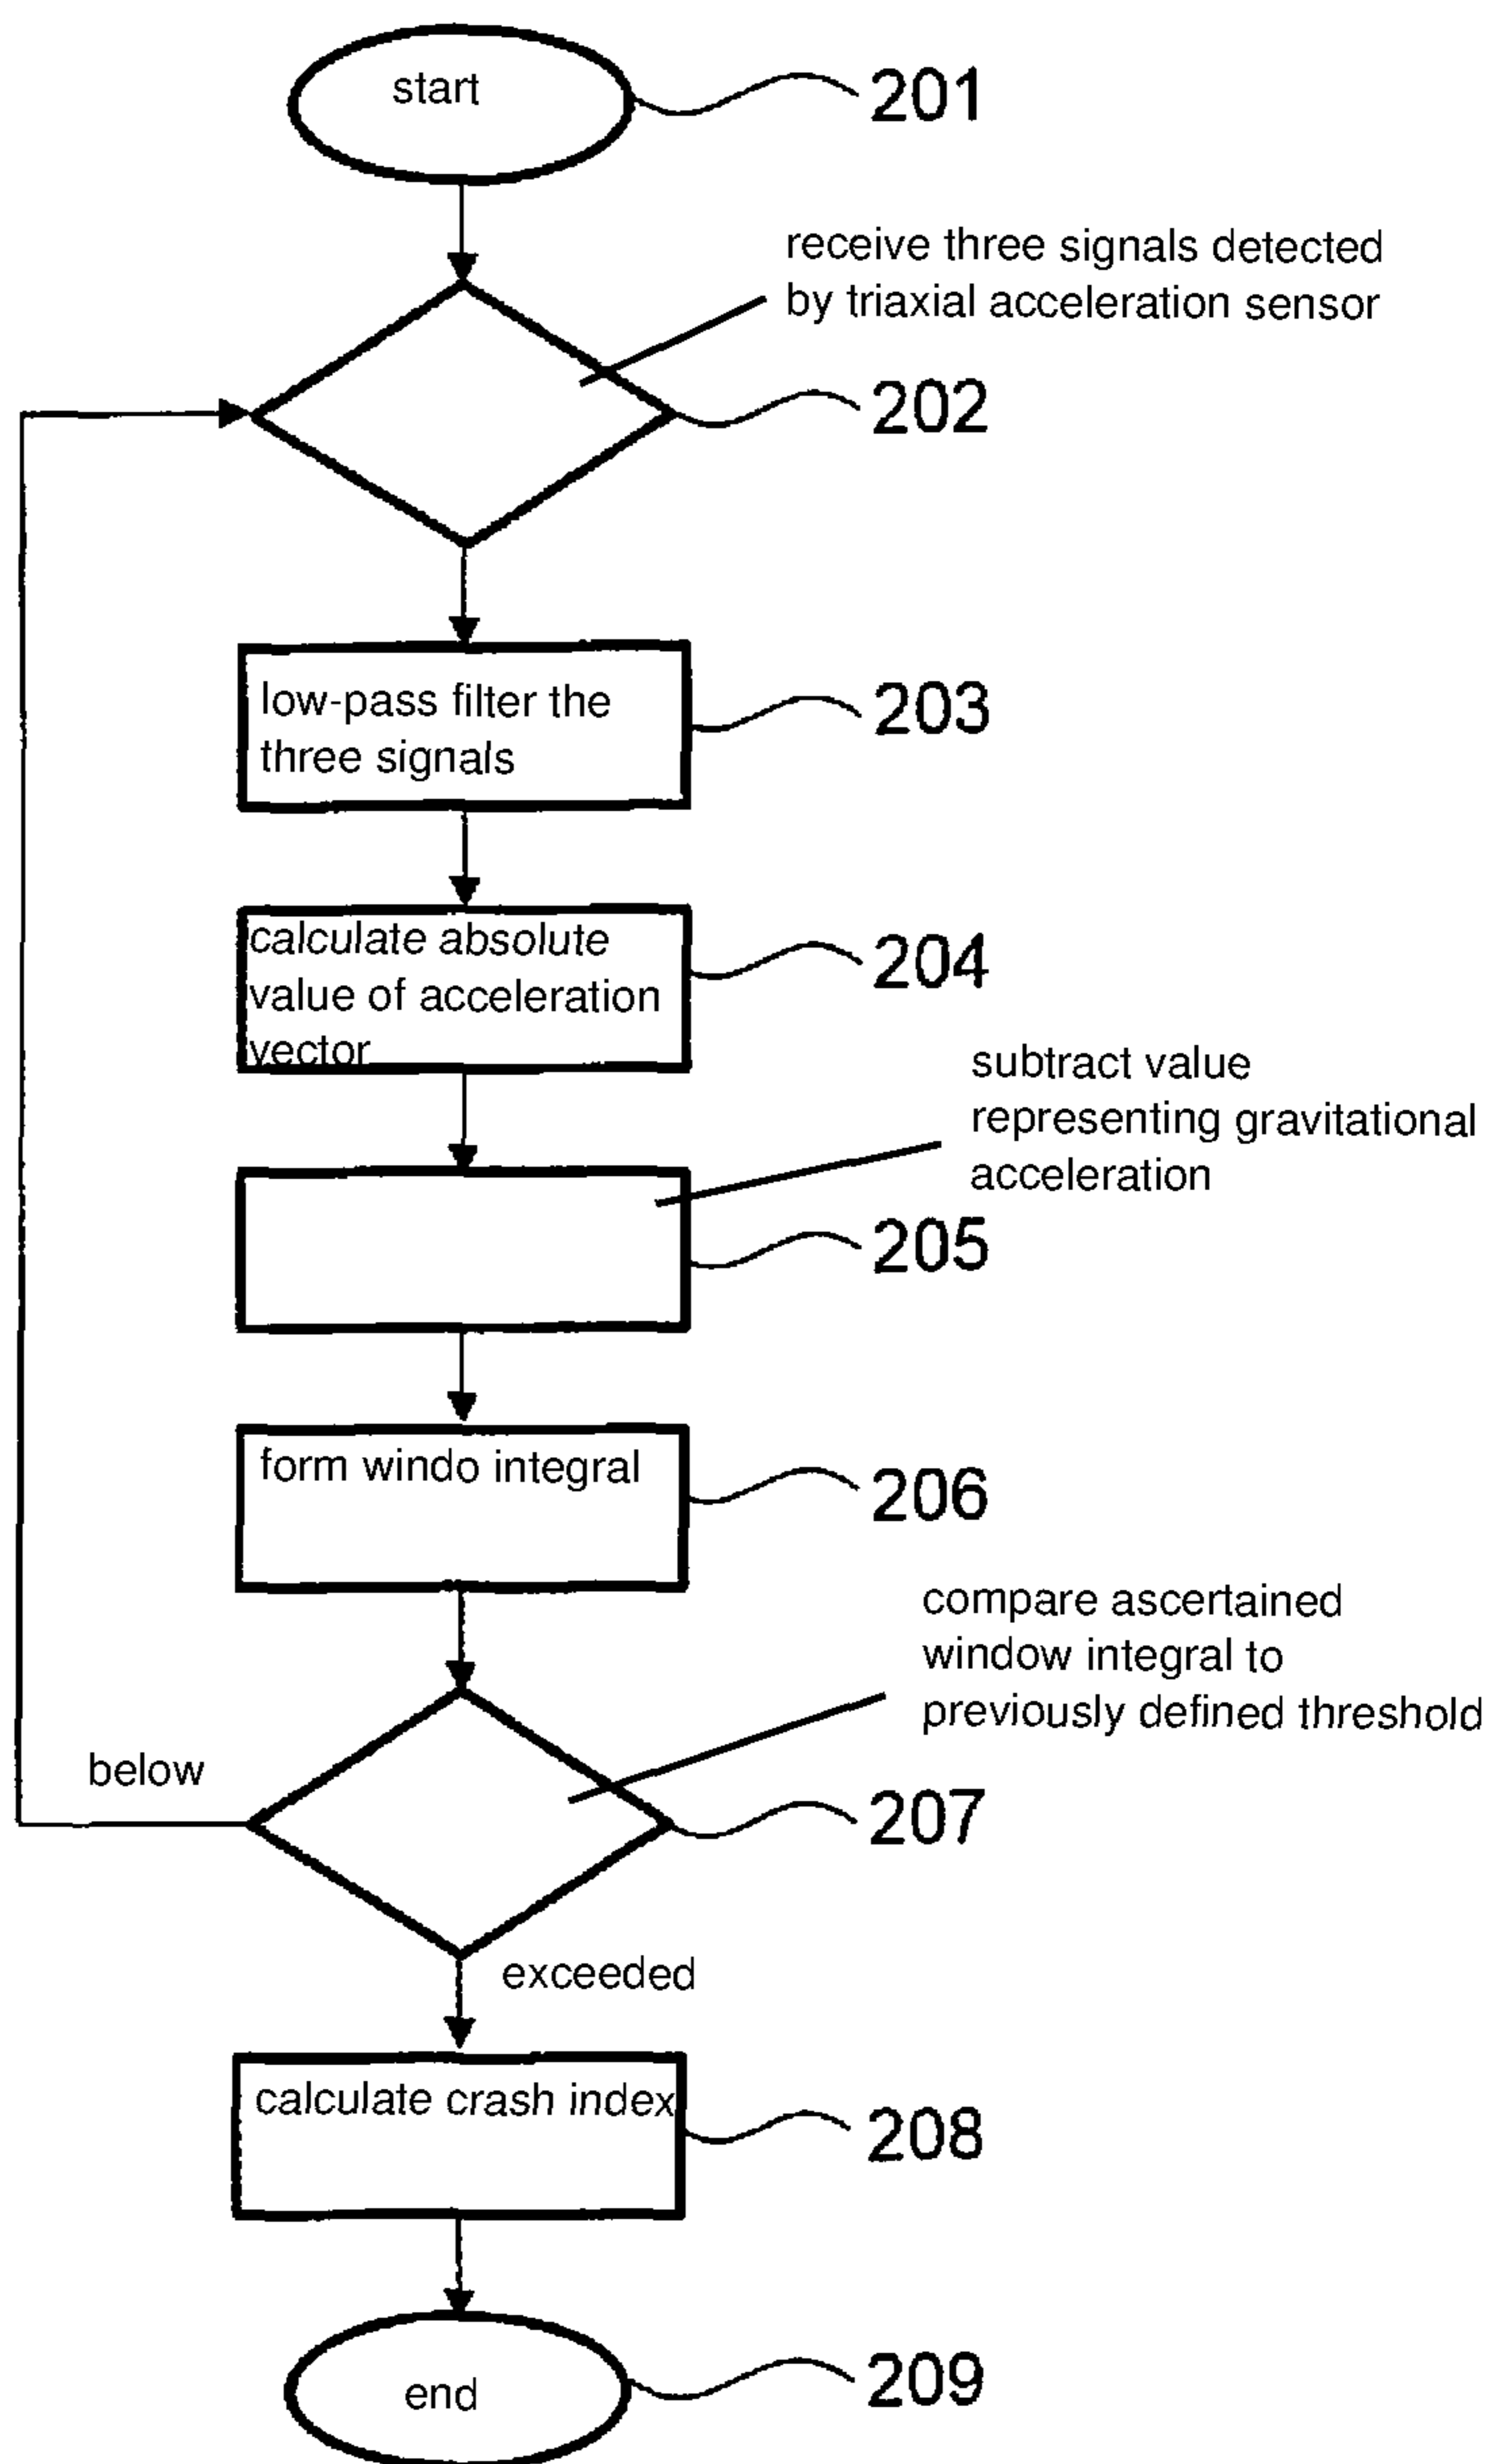 start
201
receive three signals detected
by triaxial acceleration sensor
202
low-pass filter the
three signals
203
calculate absolute
value of acceleration
vector
204
subtract value
representing gravitational
acceleration
205
form windo integral
206
compare ascertained
window integral to
previously defined threshold
below
207
exceeded
calculate crash index
208
end
209